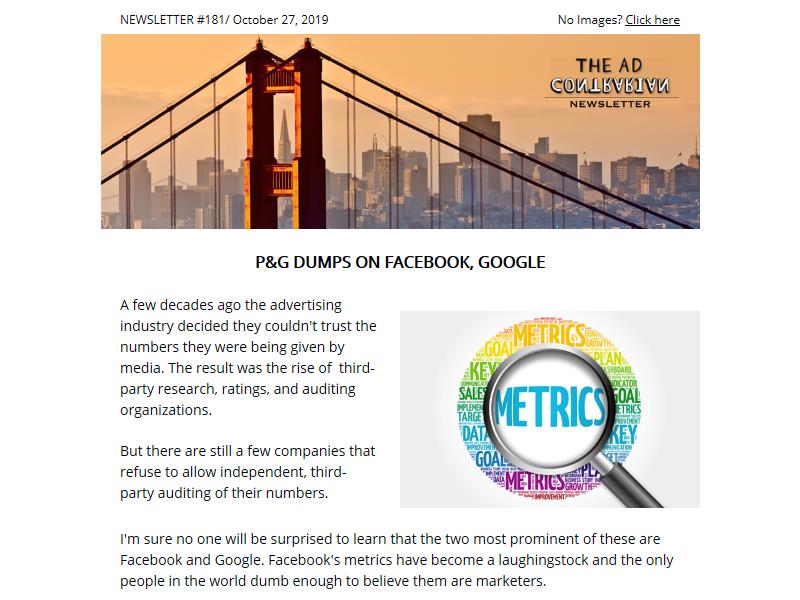 NEWSLETTER #181/ October 27, 2019
No Images? Click here
THE AD
CONTRARIAN
NEWSLETTER
P&G DUMPS ON FACEBOOK, GOOGLE
A few decades ago the advertising
industry decided they couldn't trust the
numbers they were being given by
media. The result was the rise of  third-
party research, ratings, and auditing
organizations.
But there are still a few companies that
refuse to allow independent, third-
party auditing of their numbers.
METRICS
GOAL
PLAN
KEY
DASHBOARD
SALES
INDICATOR
GOAL
METRICS
METRICS
TARGET
IMPROVEMENT
DATA
KEY
GOAL
METRICS
GROWTH
IMPROVEMENT
I'm sure no one will be surprised to learn that the two most prominent of these are
Facebook and Google. Facebook's metrics have become a laughingstock and the only
people in the world dumb enough to believe them are marketers.